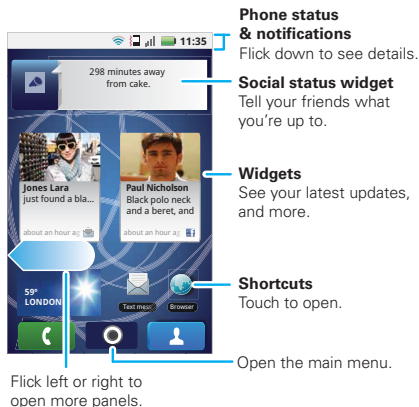 11:35
Phone status
& notifications
Flick down to see details.
298 minutes away
from cake.
Social status widget
Tell your friends what
you're up to.
Jones Lara
just found a bla...
about an hour ag
Paul Nicholson
Black polo neck
and a beret, and
about an hour ag
Widgets
See your latest updates,
and more.
59°
LONDON
Text mess
Browser
Shortcuts
Touch to open.
Open the main menu.
Flick left or right to
open more panels.